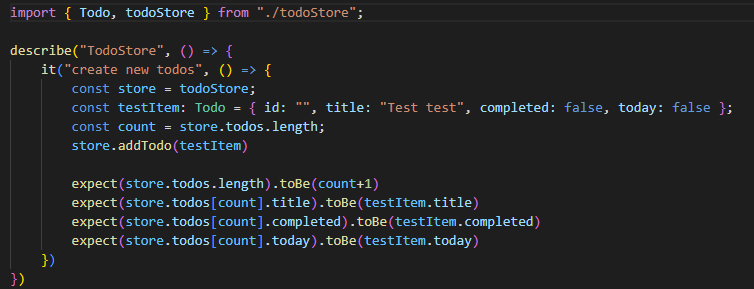 import { Todo, todoStore } from "./todoStore";
describe("TodoStore", () => {
it("create new todos", () => {
const store = todoStore;
const testItem: Todo = { id: "", title: "Test test", completed: false, today: false };
const count = store.todos.length;
store.addTodo(testItem)
expect(store.todos.length).toBe(count+1)
expect(store.todos[count].title).toBe(testItem.title)
expect(store.todos[count].completed).toBe(testItem.completed)
expect(store.todos[count].today).toBe(testItem.today)
})
})